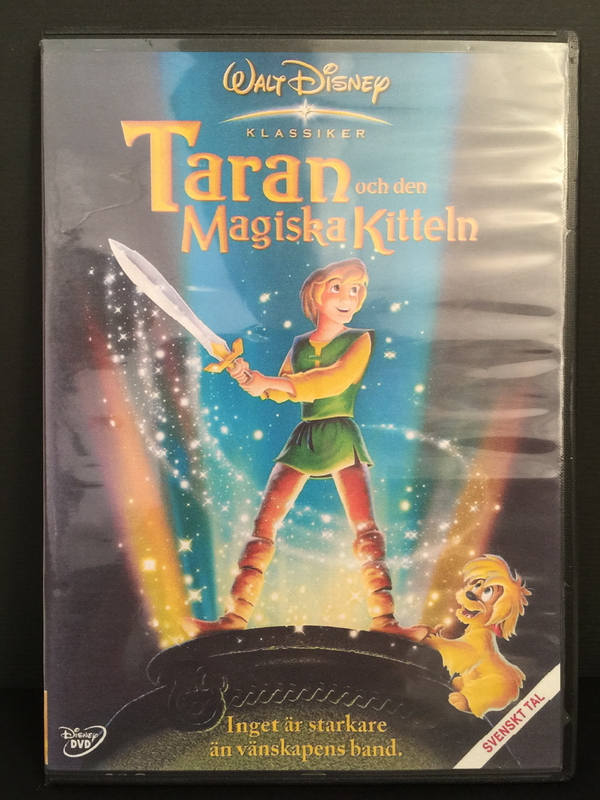 WALT DISNEY
KLASSIKER
Taran och den
Magiska Kitteln
Inget är starkare
än vänskapens band.
DISNEY
DVD
SVENSKT TAL